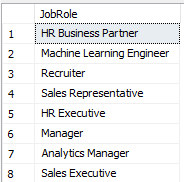 JobRole
1 HR Business Partner
2 Machine Learning Engineer
3 Recruiter
4 Sales Representative
5 HR Executive
6 Manager
7 Analytics Manager
8 Sales Executive